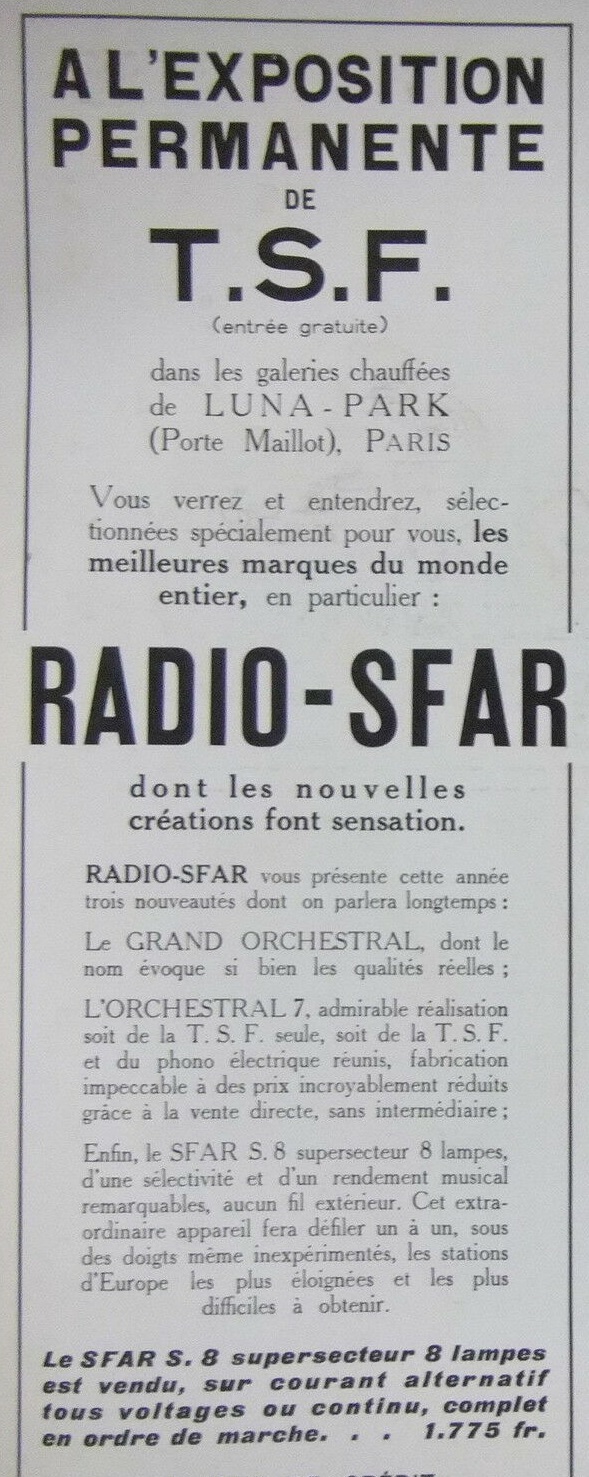 A L'EXPOSITION
PERMANENTE
DE
T.S.F.
(entrée gratuite)
dans les galeries chauffées
de LUNA-PARK
(Porte Maillot), PARIS
Vous verrez et entendrez, sélec-
tionnées spécialement pour vous, les
meilleures marques du monde
entier, en particulier :
RADIO-SFAR
dont les nouvelles
créations font sensation.
RADIO-SFAR vous présente cette année
trois nouveautés dont on parlera longtemps :
Le GRAND ORCHESTRAL, dont le
nom évoque si bien les qualités réelles ;
L'ORCHESTRAL 7, admirable réalisation
soit de la T. S. F. seule, soit de la T. S. F.
et du phono électrique réunis, fabrication
impeccable à des prix incroyablement réduits
grâce à la vente directe, sans intermédiaire ;
Enfin, le SFAR S. 8 supersecteur 8 lampes,
d'une sélectivité et d'un rendement musical
remarquables, aucun fil extérieur. Cet extra-
ordinaire appareil fera défiler un à un, sous
des doigts même inexpérimentés, les stations
d'Europe les plus éloignées et les plus
difficiles à obtenir.
Le SFAR S. 8 supersecteur 8 lampes
est vendu, sur courant alternatif
tous voltages ou continu, complet
en ordre de marche. . . 1.775 fr.